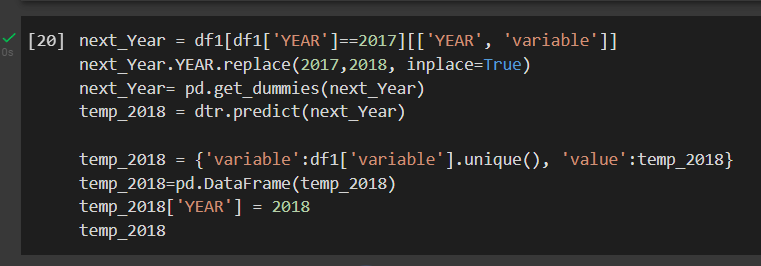 [20] next_Year = df1[df1['YEAR']==2017][['YEAR', 'variable']]
next_Year.YEAR.replace(2017,2018, inplace=True)
0s
next_Year= pd.get_dummies(next_Year)
temp_2018 = dtr.predict(next_Year)
temp_2018 = {'variable':df1['variable'].unique(), 'value':temp_2018}
temp_2018=pd.DataFrame(temp_2018)
temp_2018['YEAR'] = 2018
temp_2018